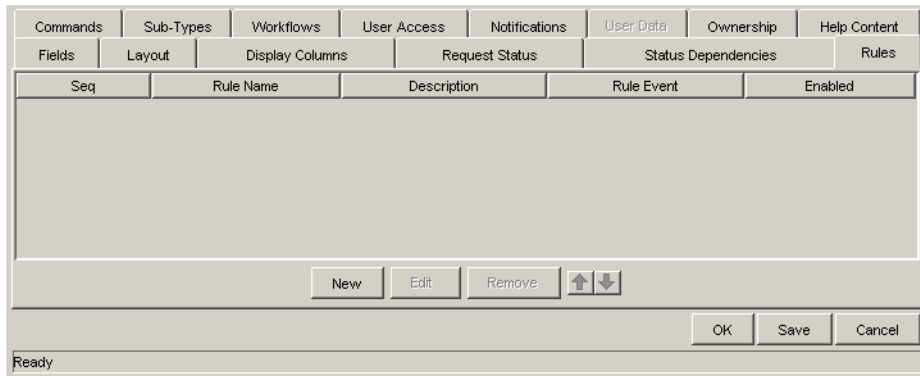 Commands Sub-Types Workflows User Access Notifications User Data Ownership Help Content
Fields Layout Display Columns Request Status Status Dependencies Rules
Seq Rule Name Description Rule Event Enabled
New Edit Remove
OK Save Cancel
Ready